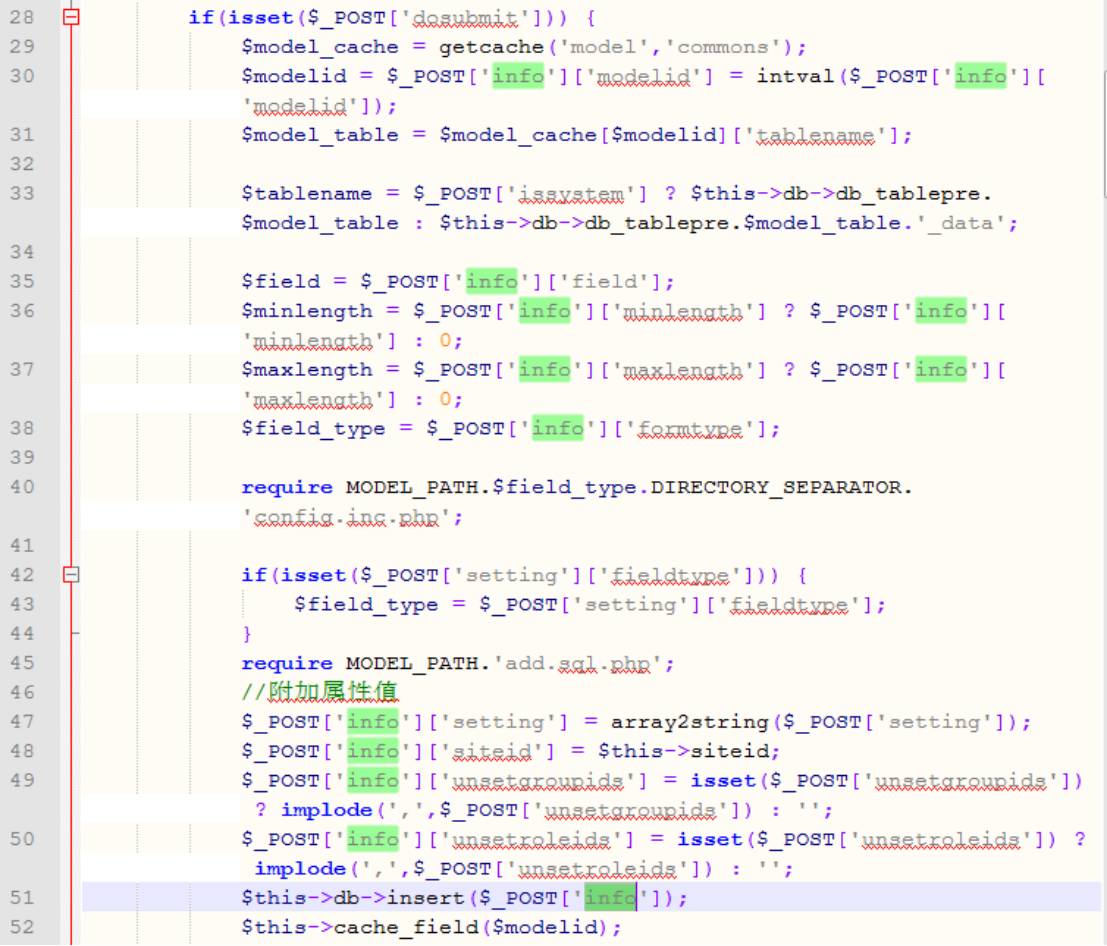 28 if(isset($_POST['dosubmit'])) {
29 $model_cache = getcache('model','commons');
30 $modelid = $_POST['info']['modelid'] = intval($_POST['info'][
'modelid']);
31 $model_table = $model_cache[$modelid]['tablename'];
32
33 $tablename = $_POST['issystem'] ? $this->db->db_tablepre.
$model_table : $this->db->db_tablepre.$model_table.'_data';
34
35 $field = $_POST['info']['field'];
36 $minlength = $_POST['info']['minlength'] ? $_POST['info'][
'minlength'] : 0;
37 $maxlength = $_POST['info']['maxlength'] ? $_POST['info'][
'maxlength'] : 0;
38 $field_type = $_POST['info']['formtype'];
39
40 require MODEL_PATH.$field_type.DIRECTORY_SEPARATOR.
'config.inc.php';
41
42 if(isset($_POST['setting']['fieldtype'])) {
43 $field_type = $_POST['setting']['fieldtype'];
44 }
45 require MODEL_PATH.'add.sql.php';
46 //附加属性值
47 $_POST['info']['setting'] = array2string($_POST['setting']);
48 $_POST['info']['siteid'] = $this->siteid;
49 $_POST['info']['unsetgroupids'] = isset($_POST['unsetgroupids'])
? implode(',',$_POST['unsetgroupids']) : '';
50 $_POST['info']['unsetroleids'] = isset($_POST['unsetroleids']) ?
implode(',',$_POST['unsetroleids']) : '';
51 $this->db->insert($_POST['info']);
52 $this->cache_field($modelid);